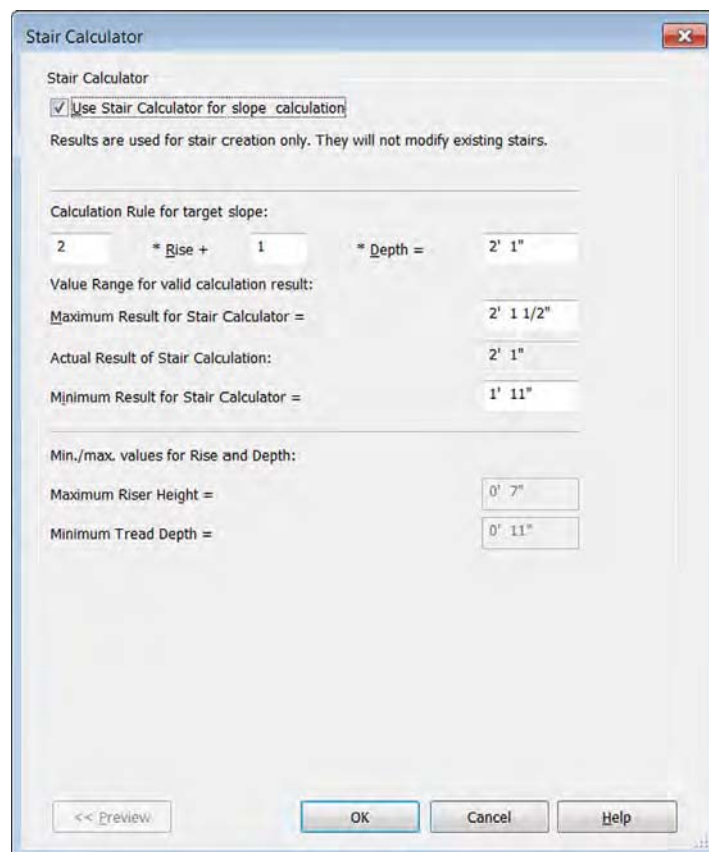 Stair Calculator
Stair Calculator
Use Stair Calculator for slope calculation
Results are used for stair creation only. They will not modify existing stairs.
Calculation Rule for target slope:
2 * Rise + 1 * Depth = 2' 1"
Value Range for valid calculation result:
Maximum Result for Stair Calculator = 2' 1 1/2"
Actual Result of Stair Calculation: 2' 1"
Minimum Result for Stair Calculator = 1' 11"
Min./max. values for Rise and Depth:
Maximum Riser Height = 0' 7"
Minimum Tread Depth = 0' 11"
<< Preview OK Cancel Help